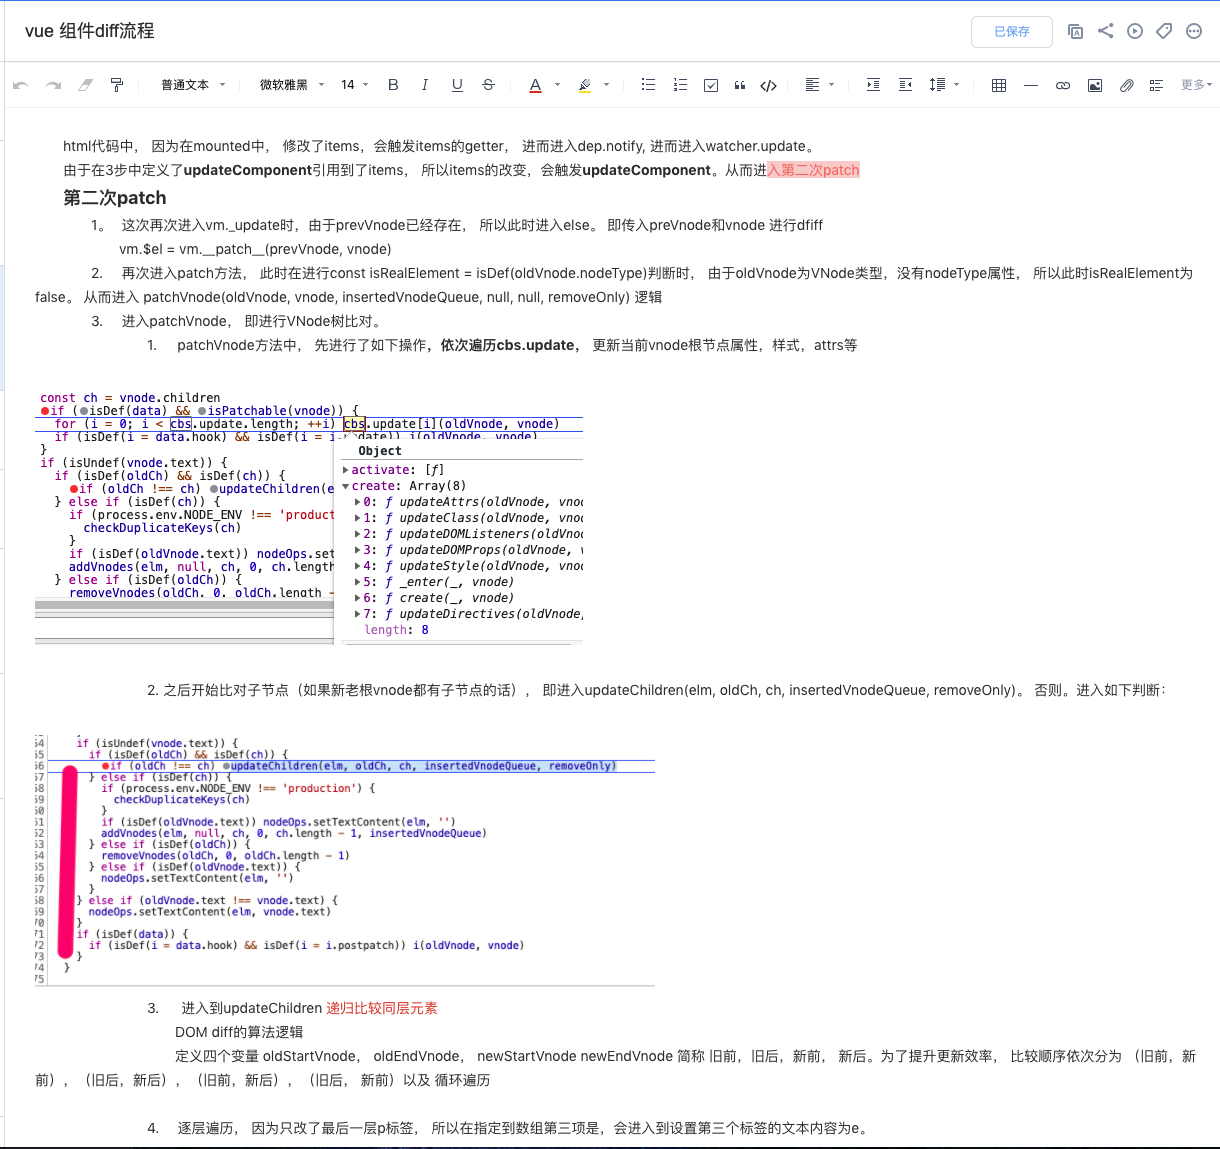 vue 组件diff流程
已保存
普通文本
微软雅黑
14
B I U S A
更多
html代码中， 因为在mounted中， 修改了items，会触发items的getter， 进而进入dep.notify, 进而进入watcher.update。
由于在3步中定义了updateComponent引用到了items， 所以items的改变，会触发updateComponent。从而进入第二次patch
第二次patch
1。 这次再次进入vm._update时，由于prevVnode已经存在， 所以此时进入else。 即传入preVnode和vnode 进行dfiff
vm.$el = vm.__patch__(prevVnode, vnode)
2. 再次进入patch方法， 此时在进行const isRealElement = isDef(oldVnode.nodeType)判断时， 由于oldVnode为VNode类型，没有nodeType属性， 所以此时isRealElement为
false。 从而进入 patchVnode(oldVnode, vnode, insertedVnodeQueue, null, null, removeOnly) 逻辑
3. 进入patchVnode， 即进行VNode树比对。
1. patchVnode方法中， 先进行了如下操作，依次遍历cbs.update， 更新当前vnode根节点属性，样式，attrs等
const ch = vnode.children
if (isDef(data) && isPatchable(vnode)) {
for (i = 0; i < cbs.update.length; ++i) cbs.update[i](oldVnode, vnode)
if (isDef(i = data.hook) && isDef(i = i. date)) i(oldVnode, vnode)
}
if (isUndef(vnode.text)) {
if (isDef(oldCh) && isDef(ch)) {
if (oldCh !== ch) updateChildren(e
} else if (isDef(ch)) {
if (process.env.NODE_ENV !== 'product
checkDuplicateKeys(ch)
}
if (isDef(oldVnode.text)) nodeOps.set
addVnodes(elm, null, ch, 0, ch.length
} else if (isDef(oldCh)) {
removeVnodes(oldCh, 0, oldCh.length -
Object
activate: [ƒ]
create: Array(8)
0: ƒ updateAttrs(oldVnode, vnod
1: ƒ updateClass(oldVnode, vnod
2: ƒ updateDOMListeners(oldVnod
3: ƒ updateDOMProps(oldVnode, v
4: ƒ updateStyle(oldVnode, vnod
5: ƒ _enter(_, vnode)
6: ƒ create(_, vnode)
7: ƒ updateDirectives(oldVnode,
length: 8
2. 之后开始比对子节点（如果新老根vnode都有子节点的话）， 即进入updateChildren(elm, oldCh, ch, insertedVnodeQueue, removeOnly)。 否则。进入如下判断：
54 if (isUndef(vnode.text)) {
55 if (isDef(oldCh) && isDef(ch)) {
56 if (oldCh !== ch) updateChildren(elm, oldCh, ch, insertedVnodeQueue, removeOnly)
57 } else if (isDef(ch)) {
58 if (process.env.NODE_ENV !== 'production') {
59 checkDuplicateKeys(ch)
60 }
61 if (isDef(oldVnode.text)) nodeOps.setTextContent(elm, '')
62 addVnodes(elm, null, ch, 0, ch.length - 1, insertedVnodeQueue)
63 } else if (isDef(oldCh)) {
64 removeVnodes(oldCh, 0, oldCh.length - 1)
65 } else if (isDef(oldVnode.text)) {
66 nodeOps.setTextContent(elm, '')
67 }
68 } else if (oldVnode.text !== vnode.text) {
69 nodeOps.setTextContent(elm, vnode.text)
70 }
71 if (isDef(data)) {
72 if (isDef(i = data.hook) && isDef(i = i.postpatch)) i(oldVnode, vnode)
73 }
74 }
75
3. 进入到updateChildren 递归比较同层元素
DOM diff的算法逻辑
定义四个变量 oldStartVnode， oldEndVnode， newStartVnode newEndVnode 简称 旧前，旧后，新前， 新后。为了提升更新效率， 比较顺序依次分为 （旧前，新
前），（旧后，新后），（旧前，新后），（旧后， 新前）以及 循环遍历
4. 逐层遍历， 因为只改了最后一层p标签， 所以在指定到数组第三项是，会进入到设置第三个标签的文本内容为e。